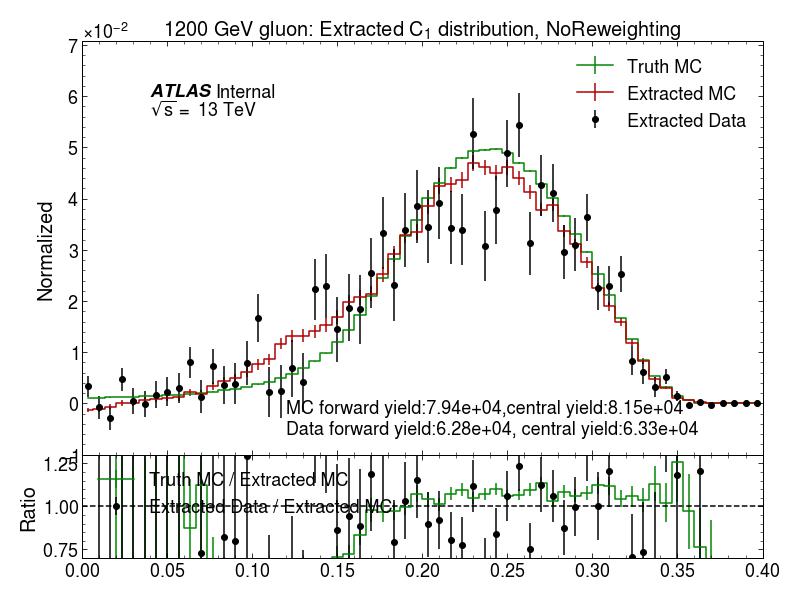 ×10⁻²
1200 GeV gluon: Extracted C₁ distribution, NoReweighting
7
6
5
4
3
2
1
0
Normalized
ATLAS Internal
√s = 13 TeV
Truth MC
Extracted MC
Extracted Data
MC forward yield:7.94e+04,central yield:8.15e+04
Data forward yield:6.28e+04, central yield:6.33e+04
1.25
1.00
0.75
Ratio
Truth MC / Extracted MC
Extracted Data / Extracted MC
0.00 0.05 0.10 0.15 0.20 0.25 0.30 0.35 0.40